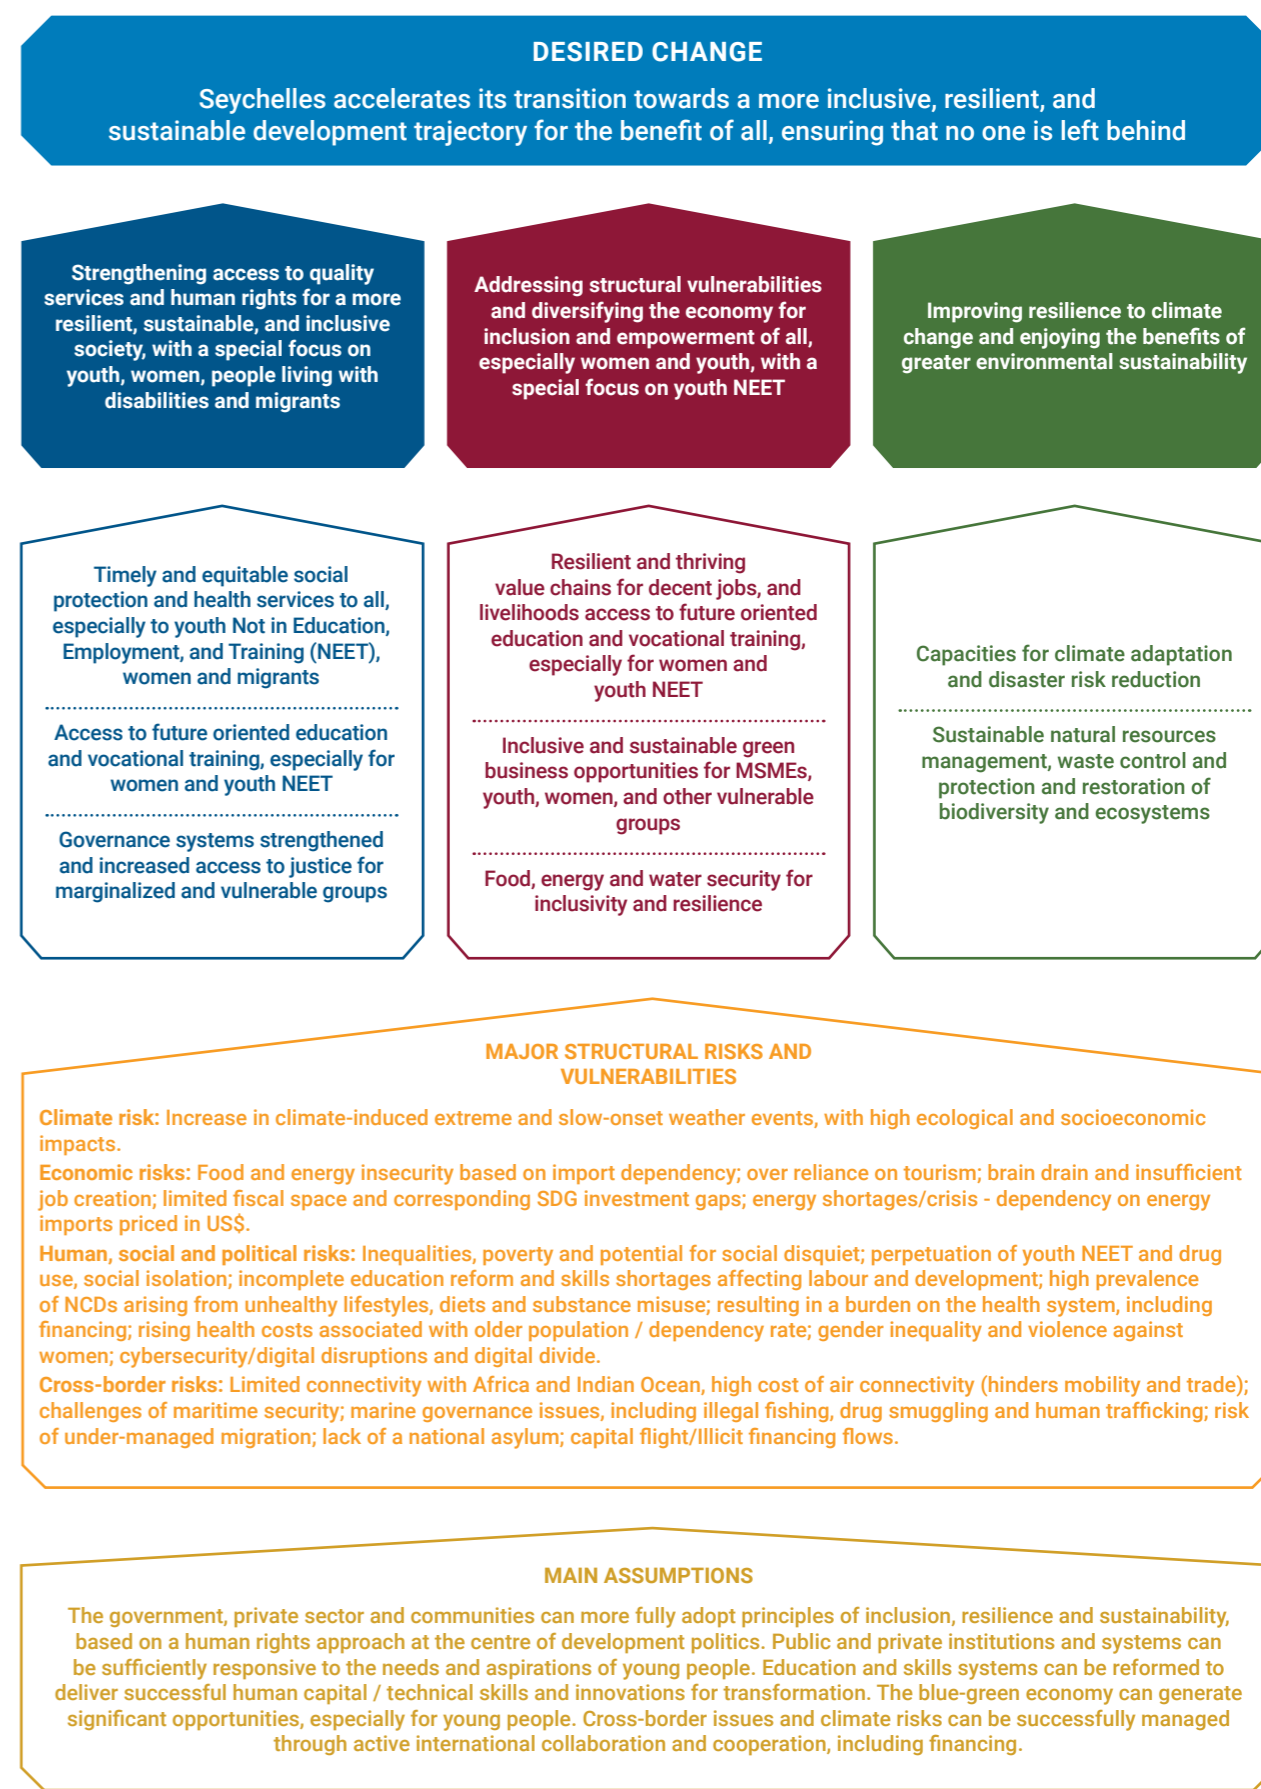 DESIRED CHANGE
Seychelles accelerates its transition towards a more inclusive, resilient, and
sustainable development trajectory for the benefit of all, ensuring that no one is left behind
Strengthening access to quality
services and human rights for a more
resilient, sustainable, and inclusive
society, with a special focus on
youth, women, people living with
disabilities and migrants
Addressing structural vulnerabilities
and diversifying the economy for
inclusion and empowerment of all,
especially women and youth, with a
special focus on youth NEET
Improving resilience to climate
change and enjoying the benefits of
greater environmental sustainability
Timely and equitable social
protection and health services to all,
especially to youth Not in Education,
Employment, and Training (NEET),
women and migrants
Access to future oriented education
and vocational training, especially for
women and youth NEET
Governance systems strengthened
and increased access to justice for
marginalized and vulnerable groups
Resilient and thriving
value chains for decent jobs, and
livelihoods access to future oriented
education and vocational training,
especially for women and
youth NEET
Inclusive and sustainable green
business opportunities for MSMEs,
youth, women, and other vulnerable
groups
Food, energy and water security for
inclusivity and resilience
Capacities for climate adaptation
and disaster risk reduction
Sustainable natural resources
management, waste control and
protection and restoration of
biodiversity and ecosystems
MAJOR STRUCTURAL RISKS AND
VULNERABILITIES
Climate risk: Increase in climate-induced extreme and slow-onset weather events, with high ecological and socioeconomic
impacts.
Economic risks: Food and energy insecurity based on import dependency; over reliance on tourism; brain drain and insufficient
job creation; limited fiscal space and corresponding SDG investment gaps; energy shortages/crisis - dependency on energy
imports priced in US$.
Human, social and political risks: Inequalities, poverty and potential for social disquiet; perpetuation of youth NEET and drug
use, social isolation; incomplete education reform and skills shortages affecting labour and development; high prevalence
of NCDs arising from unhealthy lifestyles, diets and substance misuse; resulting in a burden on the health system, including
financing; rising health costs associated with older population / dependency rate; gender inequality and violence against
women; cybersecurity/digital disruptions and digital divide.
Cross-border risks: Limited connectivity with Africa and Indian Ocean, high cost of air connectivity (hinders mobility and trade);
challenges of maritime security; marine governance issues, including illegal fishing, drug smuggling and human trafficking; risk
of under-managed migration; lack of a national asylum; capital flight/Illicit financing flows.
MAIN ASSUMPTIONS
The government, private sector and communities can more fully adopt principles of inclusion, resilience and sustainability,
based on a human rights approach at the centre of development politics. Public and private institutions and systems can
be sufficiently responsive to the needs and aspirations of young people. Education and skills systems can be reformed to
deliver successful human capital / technical skills and innovations for transformation. The blue-green economy can generate
significant opportunities, especially for young people. Cross-border issues and climate risks can be successfully managed
through active international collaboration and cooperation, including financing.